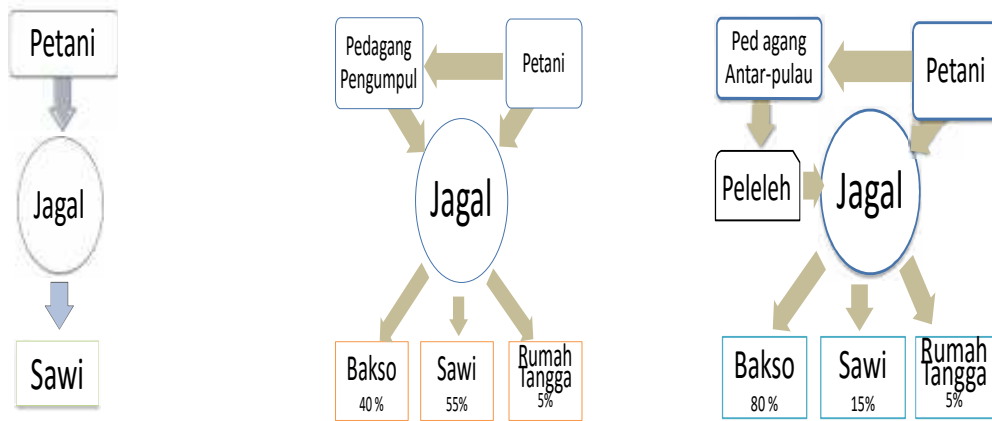 Petani
Jagal
Sawi
Pedagang
Pengumpul
Petani
Jagal
Bakso
40 %
Sawi
55%
Rumah
Tangga
5%
Ped agang
Antar-pulau
Petani
Peleleh
Jagal
Bakso
80 %
Sawi
15%
Rumah
Tangga
5%